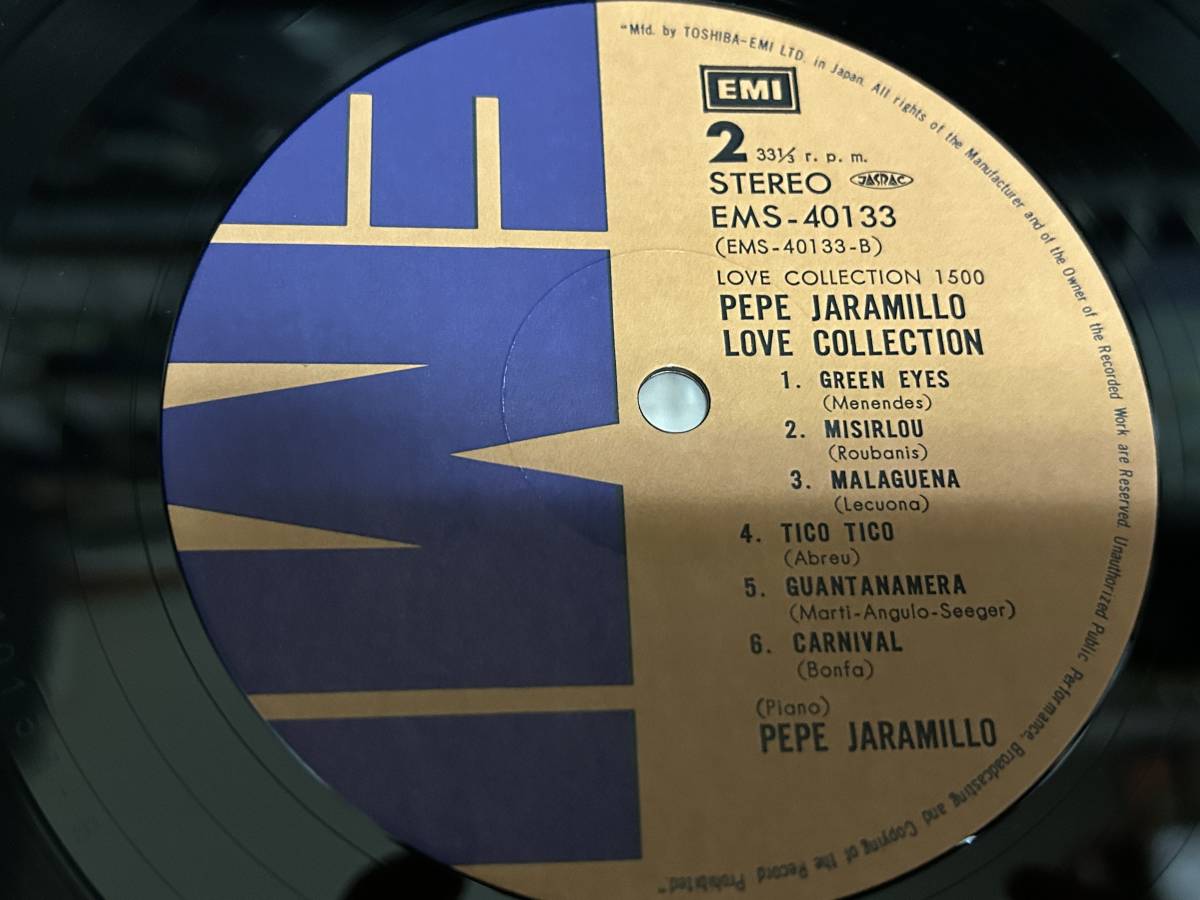 "Mfd. by TOSHIBA-EMI LTD. in Japan. All rights of the Manufacturer and of the Owner of the Recorded Work are Reserved. Unauthorized Public Performance, Broadcasting and Copying of the Record Prohibited."
EMI
2 33⅓ r. p. m.
STEREO JASRAC
EMS-40133
(EMS-40133-B)
LOVE COLLECTION 1500
PEPE JARAMILLO
LOVE COLLECTION
1. GREEN EYES
(Menendes)
2. MISIRLOU
(Roubanis)
3. MALAGUENA
(Lecuona)
4. TICO TICO
(Abreu)
5. GUANTANAMERA
(Marti-Angulo-Seeger)
6. CARNIVAL
(Bonfa)
(Piano)
PEPE JARAMILLO